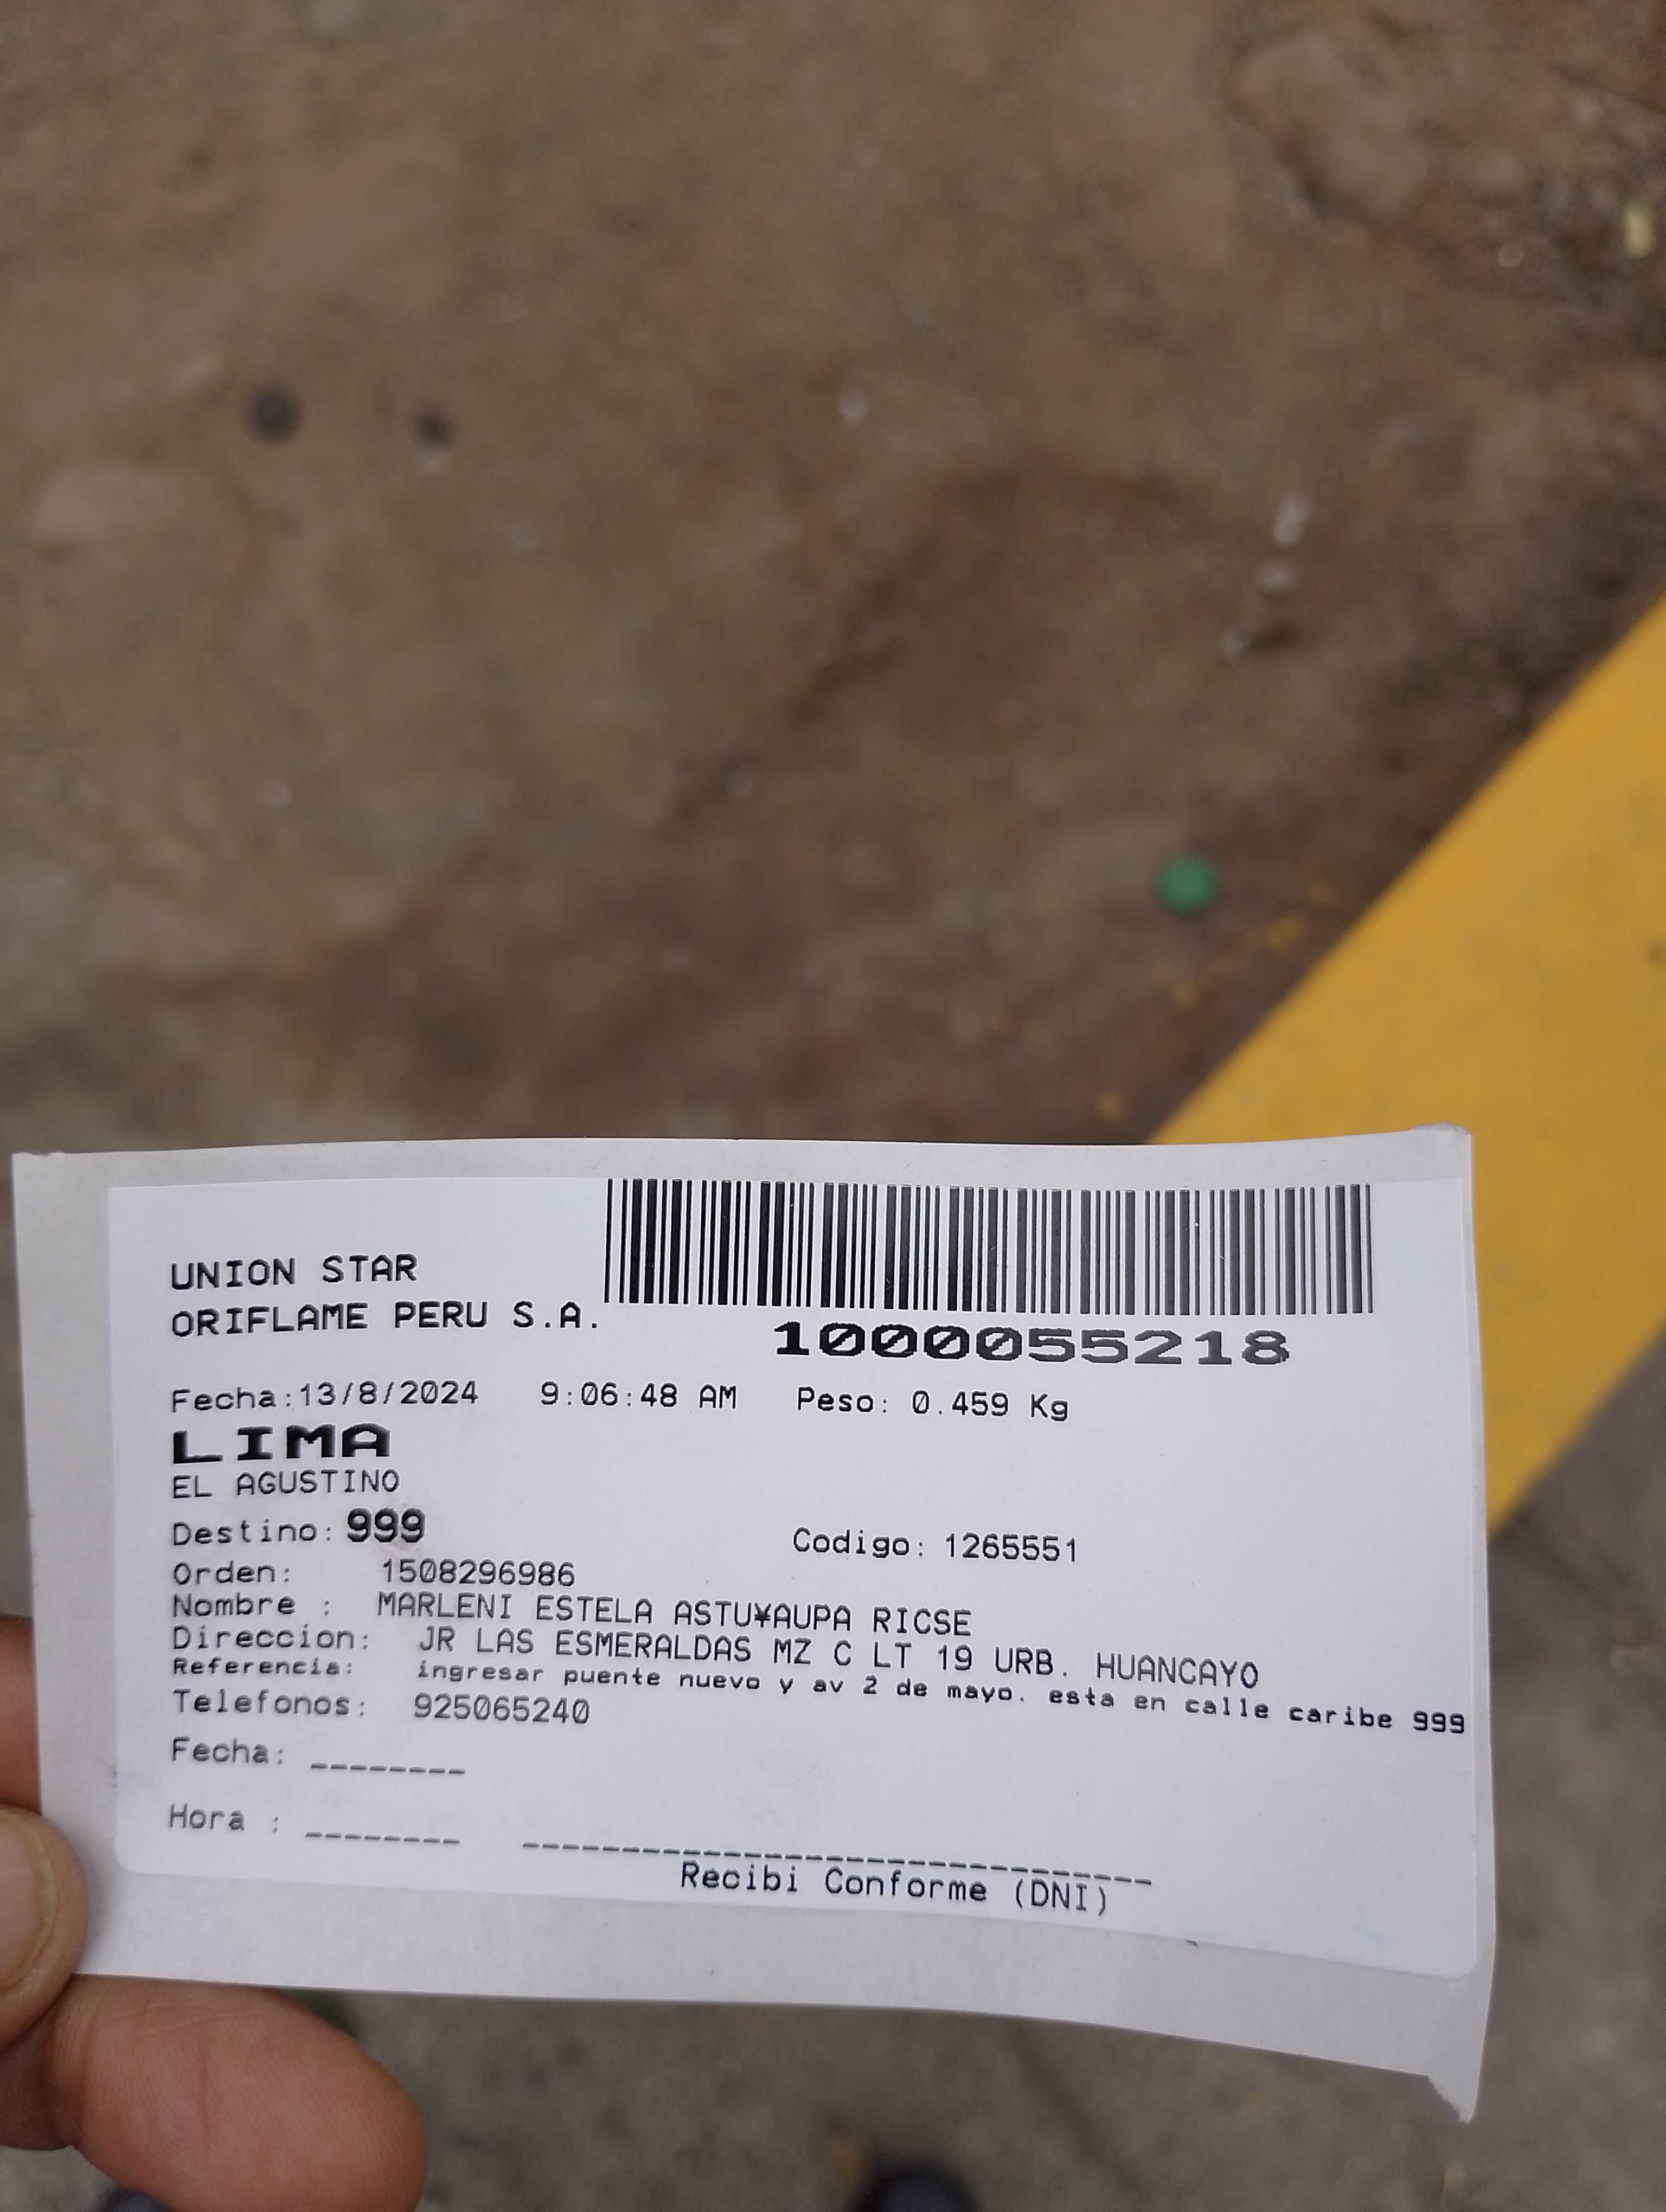 UNION STAR
ORIFLAME PERU S.A.
1000055218
Fecha:13/8/2024 9:06:48 AM Peso: 0.459 Kg
LIMA
EL AGUSTINO
Destino: 999 Codigo: 1265551
Orden: 1508296986
Nombre : MARLENI ESTELA ASTU¥AUPA RICSE
Direccion: JR LAS ESMERALDAS MZ C LT 19 URB. HUANCAYO
Referencia: ingresar puente nuevo y av 2 de mayo. esta en calle caribe 999
Telefonos: 925065240
Fecha: ________
Hora : ________
Recibi Conforme (DNI)